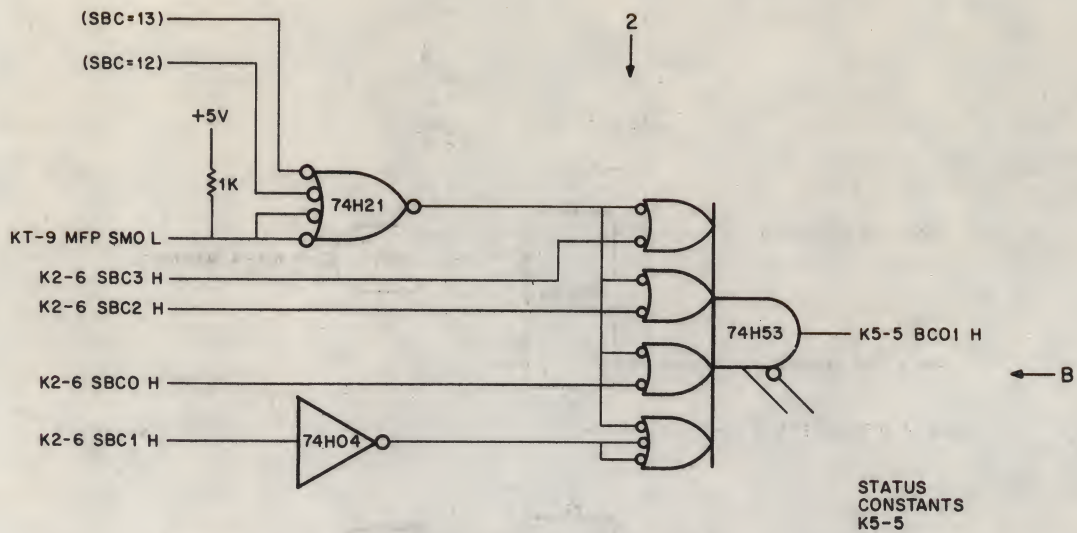 (SBC=13)
(SBC=12)
2
+5V
1K
74H21
KT-9 MFP SMO L
K2-6 SBC3 H
K2-6 SBC2 H
74H53
K5-5 BC01 H
K2-6 SBC0 H
B
K2-6 SBC1 H
74H04
STATUS
CONSTANTS
K5-5